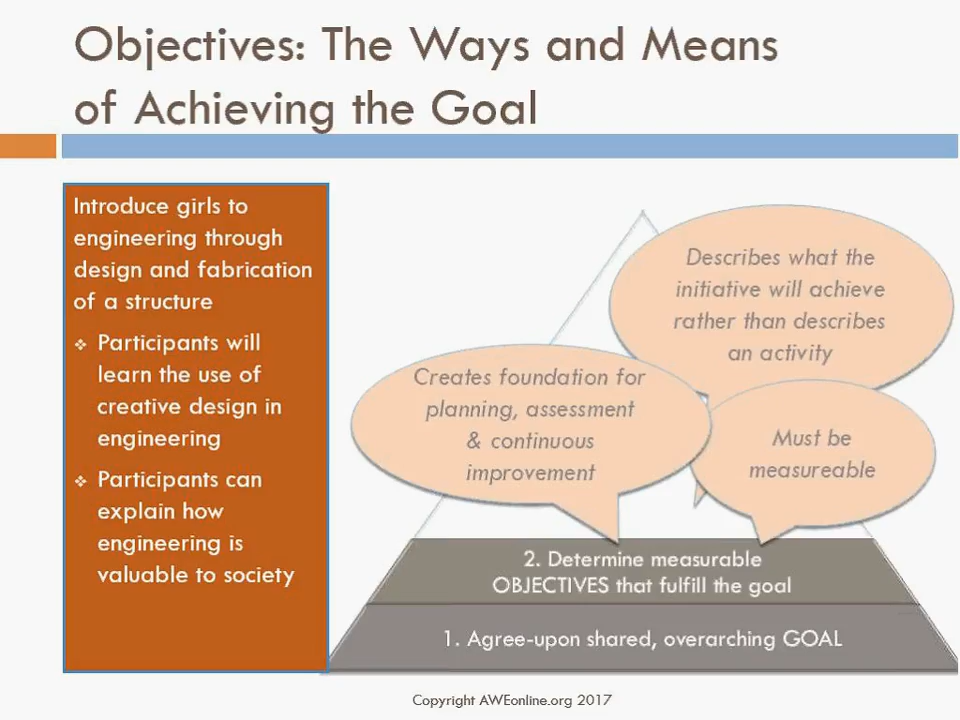 Objectives: The Ways and Means
of Achieving the Goal
Introduce girls to
engineering through
design and fabrication
of a structure
❖ Participants will
learn the use of
creative design in
engineering
❖ Participants can
explain how
engineering is
valuable to society
Describes what the
initiative will achieve
rather than describes
an activity
Creates foundation for
planning, assessment
& continuous
improvement
Must be
measureable
2. Determine measurable
OBJECTIVES that fulfill the goal
1. Agree-upon shared, overarching GOAL
Copyright AWEonline.org 2017